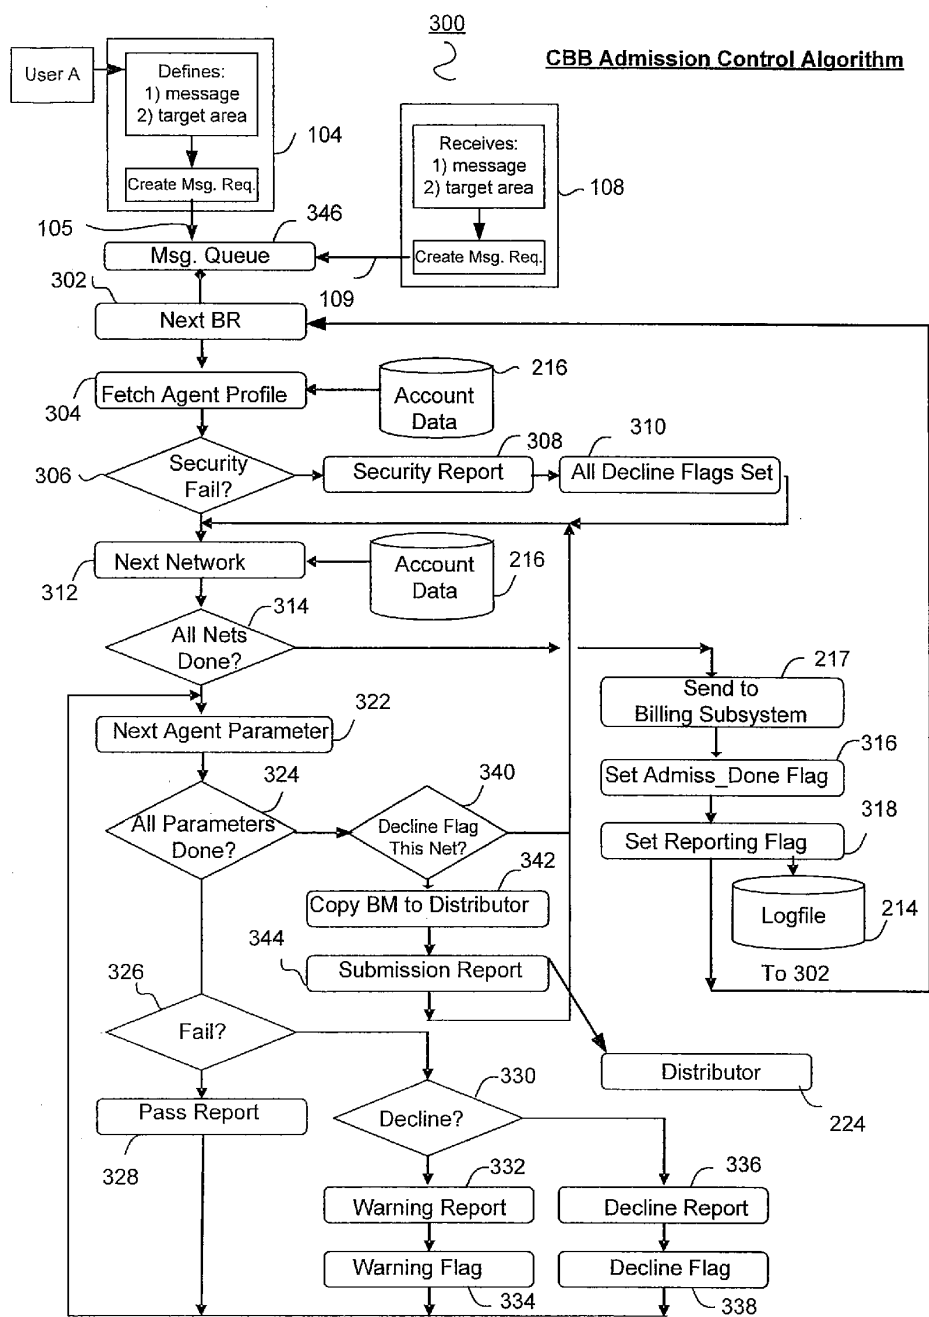 300
CBB Admission Control Algorithm
User A
Defines:
1) message
2) target area
Create Msg. Req.
104
Receives:
1) message
2) target area
Create Msg. Req.
108
105
346
Msg. Queue
109
302
Next BR
304
Fetch Agent Profile
216
Account
Data
306
Security
Fail?
308
Security Report
310
All Decline Flags Set
312
Next Network
Account
Data
216
314
All Nets
Done?
217
Send to
Billing Subsystem
322
Next Agent Parameter
316
Set Admiss_Done Flag
324
All Parameters
Done?
340
Decline Flag
This Net?
318
Set Reporting Flag
342
Copy BM to Distributor
Logfile
214
344
Submission Report
To 302
326
Fail?
Distributor
224
330
Decline?
Pass Report
328
332
Warning Report
336
Decline Report
Warning Flag
334
Decline Flag
338